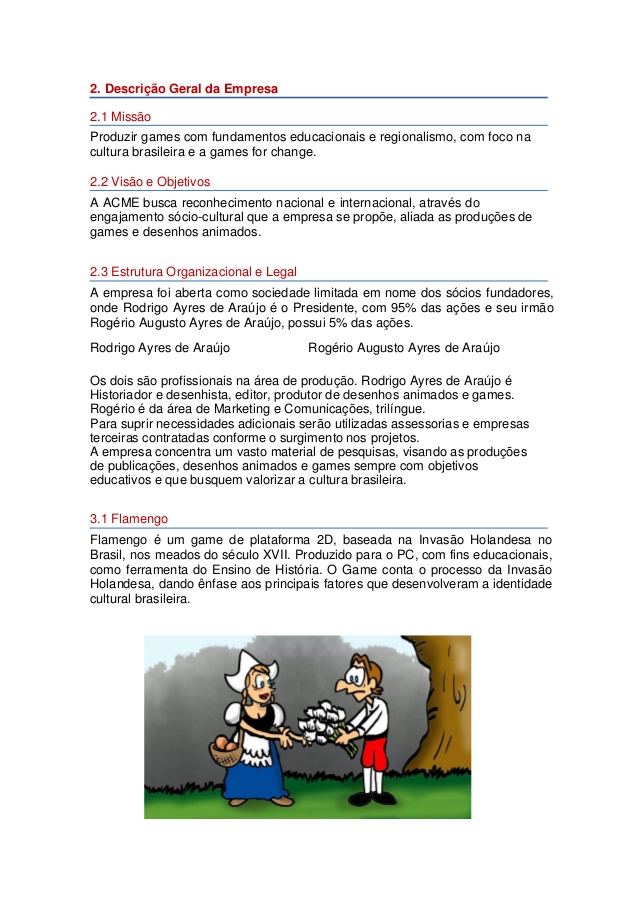 2. Descrição Geral da Empresa
2.1 Missão
Produzir games com fundamentos educacionais e regionalismo, com foco na
cultura brasileira e a games for change.
2.2 Visão e Objetivos
A ACME busca reconhecimento nacional e internacional, através do
engajamento sócio-cultural que a empresa se propõe, aliada as produções de
games e desenhos animados.
2.3 Estrutura Organizacional e Legal
A empresa foi aberta como sociedade limitada em nome dos sócios fundadores,
onde Rodrigo Ayres de Araújo é o Presidente, com 95% das ações e seu irmão
Rogério Augusto Ayres de Araújo, possui 5% das ações.
Rodrigo Ayres de Araújo Rogério Augusto Ayres de Araújo
Os dois são profissionais na área de produção. Rodrigo Ayres de Araújo é
Historiador e desenhista, editor, produtor de desenhos animados e games.
Rogério é da área de Marketing e Comunicações, trilíngue.
Para suprir necessidades adicionais serão utilizadas assessorias e empresas
terceiras contratadas conforme o surgimento nos projetos.
A empresa concentra um vasto material de pesquisas, visando as produções
de publicações, desenhos animados e games sempre com objetivos
educativos e que busquem valorizar a cultura brasileira.
3.1 Flamengo
Flamengo é um game de plataforma 2D, baseada na Invasão Holandesa no
Brasil, nos meados do século XVII. Produzido para o PC, com fins educacionais,
como ferramenta do Ensino de História. O Game conta o processo da Invasão
Holandesa, dando ênfase aos principais fatores que desenvolveram a identidade
cultural brasileira.